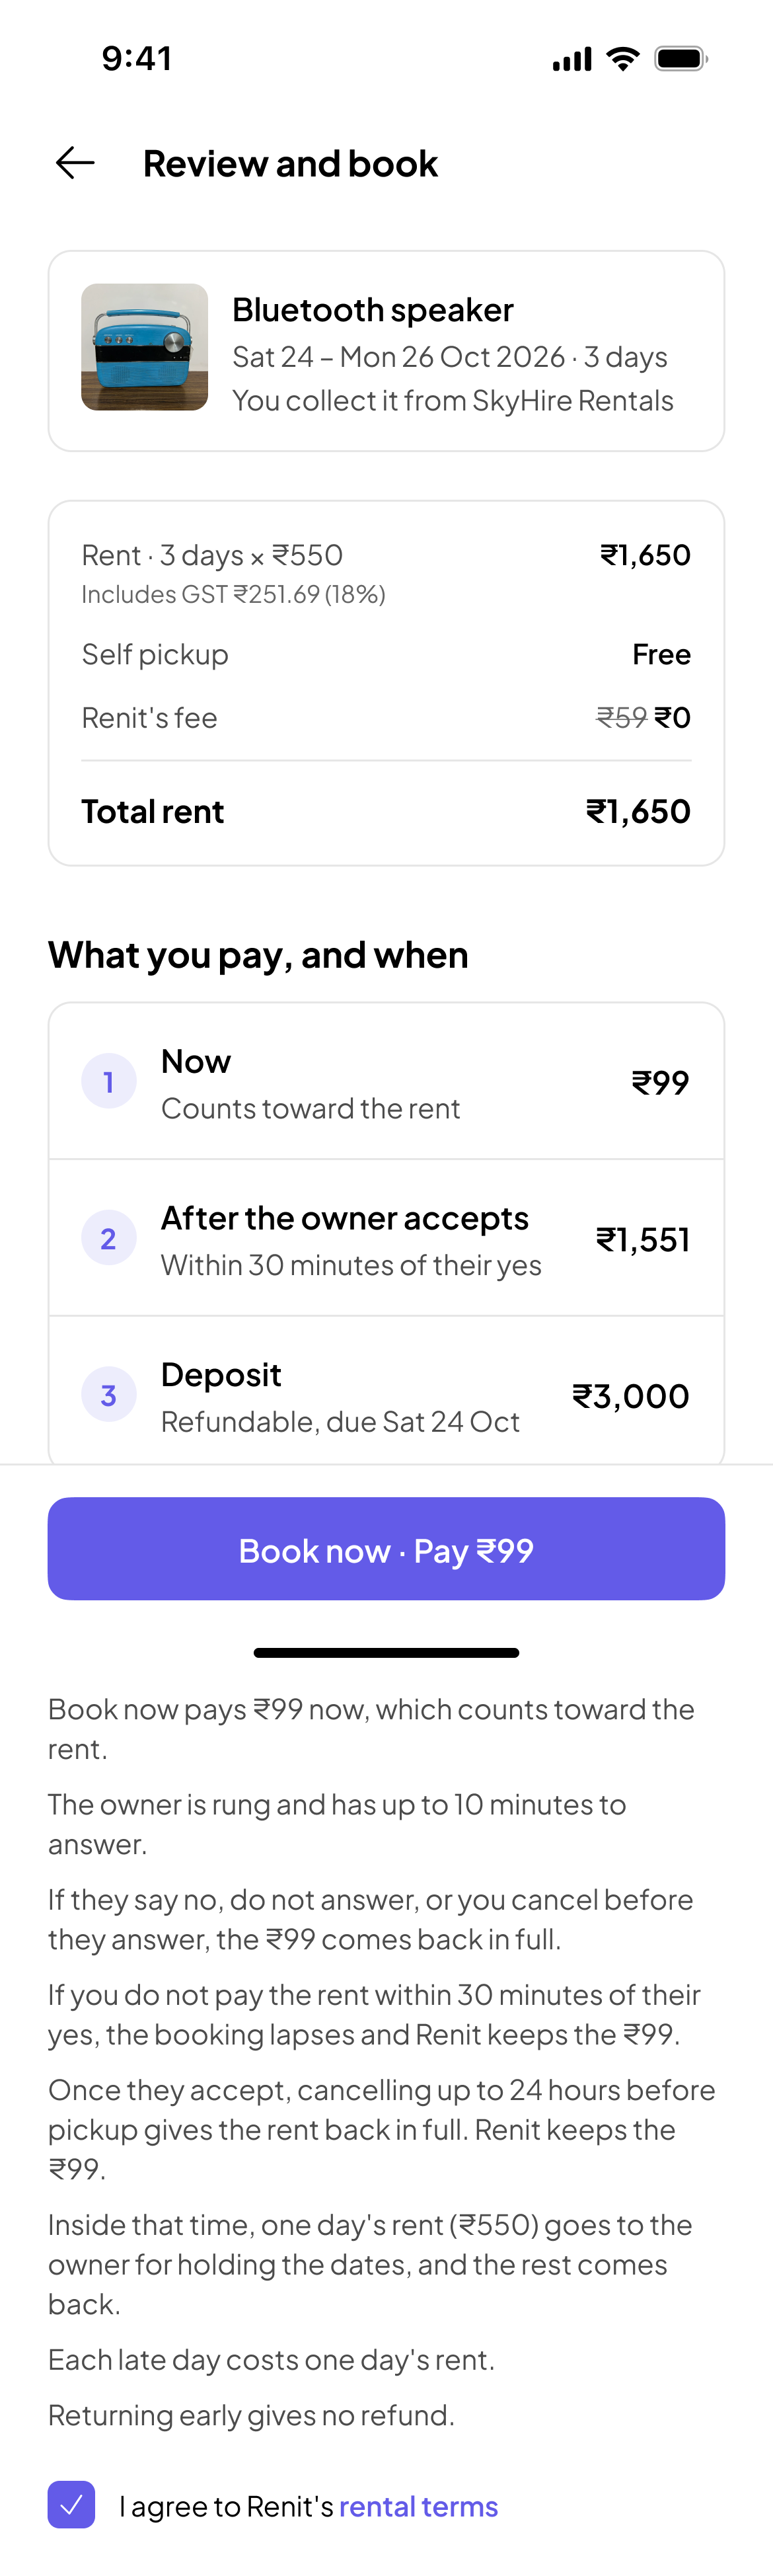 9:41
Review and book
Bluetooth speaker
Sat 24 – Mon 26 Oct 2026 · 3 days
You collect it from SkyHire Rentals
Rent · 3 days × ₹550 ₹1,650
Includes GST ₹251.69 (18%)
Self pickup Free
Renit's fee ₹59 ₹0
Total rent ₹1,650
What you pay, and when
1 Now ₹99
Counts toward the rent
2 After the owner accepts ₹1,551
Within 30 minutes of their yes
3 Deposit ₹3,000
Refundable, due Sat 24 Oct
Book now · Pay ₹99
Book now pays ₹99 now, which counts toward the
rent.
The owner is rung and has up to 10 minutes to
answer.
If they say no, do not answer, or you cancel before
they answer, the ₹99 comes back in full.
If you do not pay the rent within 30 minutes of their
yes, the booking lapses and Renit keeps the ₹99.
Once they accept, cancelling up to 24 hours before
pickup gives the rent back in full. Renit keeps the
₹99.
Inside that time, one day's rent (₹550) goes to the
owner for holding the dates, and the rest comes
back.
Each late day costs one day's rent.
Returning early gives no refund.
I agree to Renit's rental terms